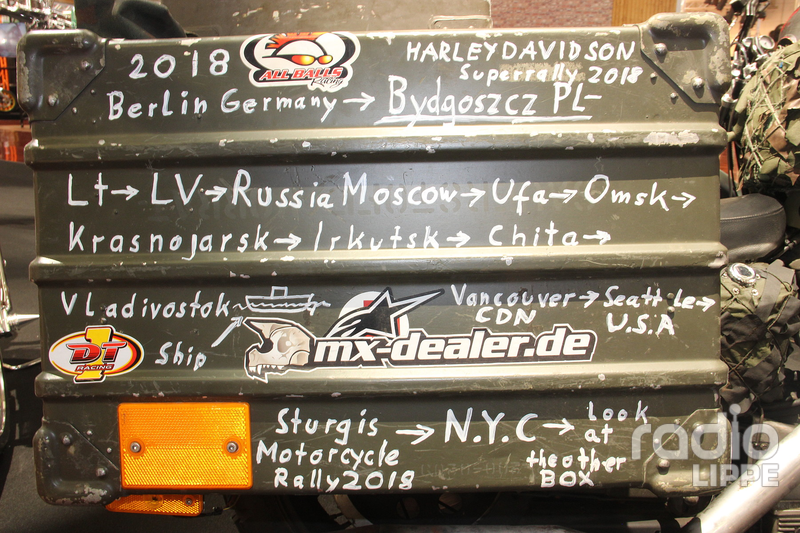 2018
ALL BALLS
Racing
HARLEY DAVIDSON
Superrally 2018
Berlin Germany → Bydgoszcz PL-
Lt → LV → Russia Moscow → Ufa → Omsk →
Krasnojarsk → Irkutsk → Chita →
Vladivostok
Ship
Vancouver → Seattle →
CDN U.S.A
DT 1
RACING
mx-dealer.de
Sturgis → N.Y.C → Look
Motorcycle at
Rally 2018 the other
BOX
radio
LIPPE